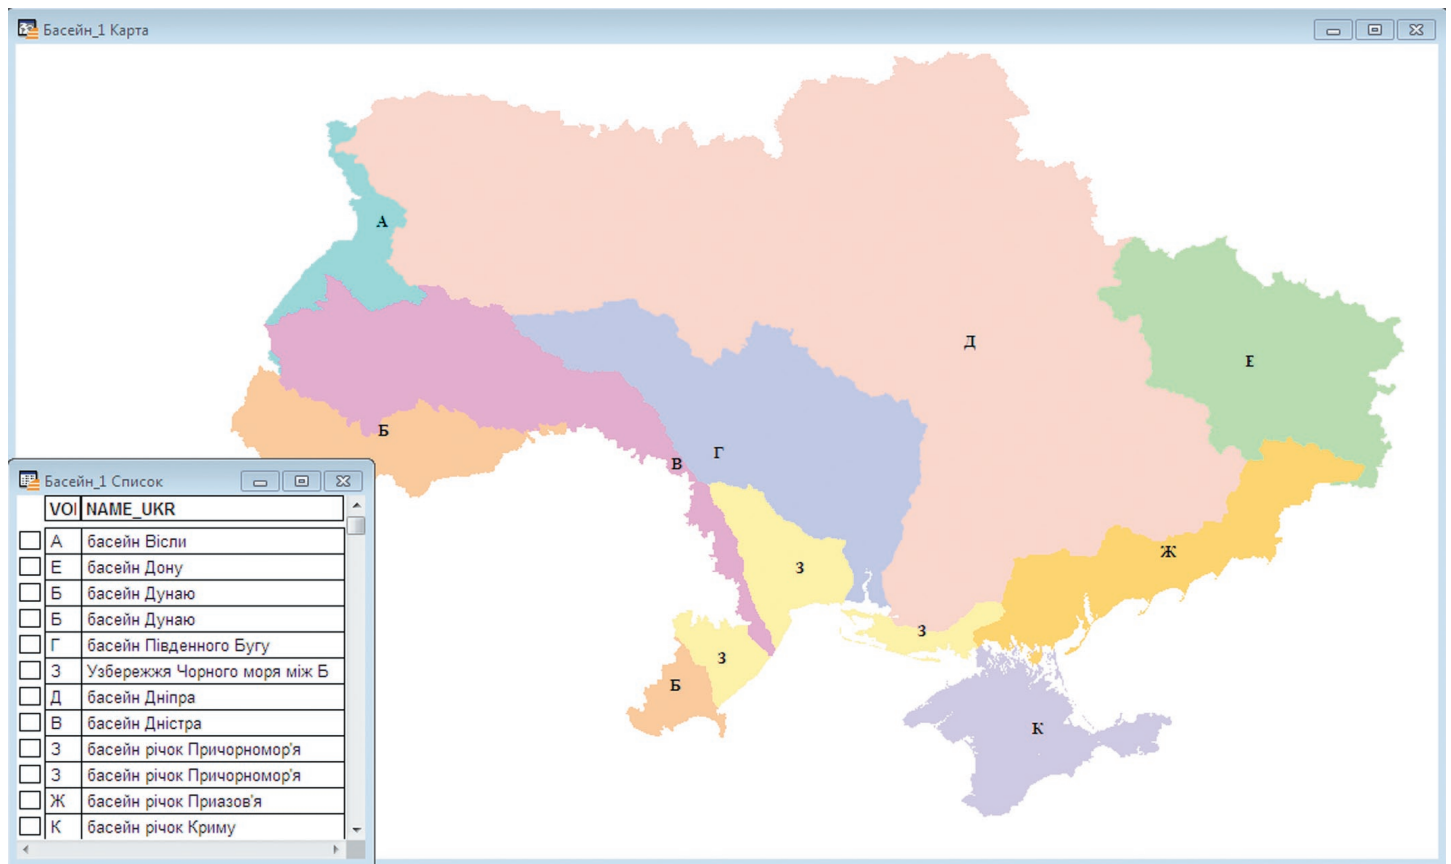 Басейн_1 Карта
А
Д
Е
Б
Г
В
Ж
З
З
З
Б
К
Басейн_1 Список
VOI NAME_UKR
А басейн Вісли
Е басейн Дону
Б басейн Дунаю
Б басейн Дунаю
Г басейн Південного Бугу
З Узбережжя Чорного моря між Б
Д басейн Дніпра
В басейн Дністра
З басейн річок Причорномор'я
З басейн річок Причорномор'я
Ж басейн річок Приазов'я
К басейн річок Криму